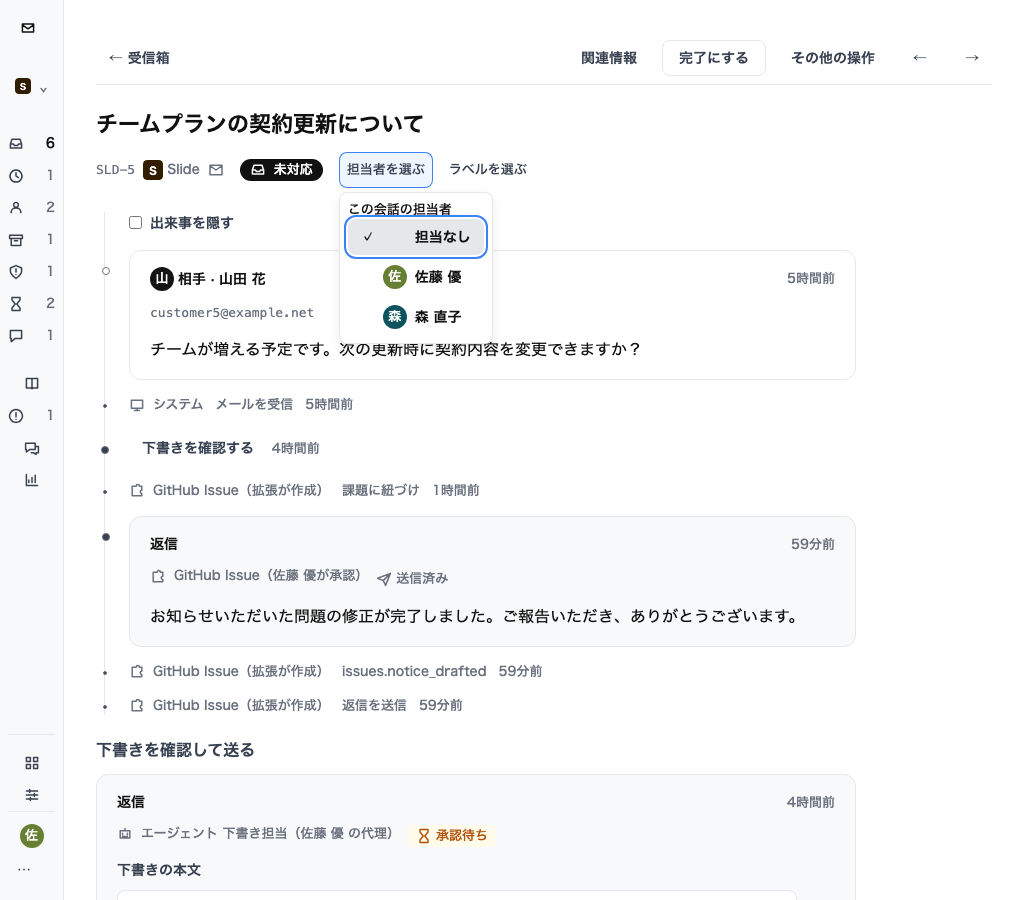 S
6
1
2
1
1
2
1
1
佐
…
← 受信箱
関連情報
完了にする
その他の操作
←
→
チームプランの契約更新について
SLD-5 S Slide
未対応
担当者を選ぶ
ラベルを選ぶ
この会話の担当者
✓ 担当なし
佐 佐藤 優
森 森 直子
出来事を隠す
山 相手 · 山田 花
5時間前
customer5@example.net
チームが増える予定です。次の更新時に契約内容を変更できますか？
システム メールを受信 5時間前
下書きを確認する 4時間前
GitHub Issue（拡張が作成） 課題に紐づけ 1時間前
返信
59分前
GitHub Issue（佐藤 優が承認） 送信済み
お知らせいただいた問題の修正が完了しました。ご報告いただき、ありがとうございます。
GitHub Issue（拡張が作成） issues.notice_drafted 59分前
GitHub Issue（拡張が作成） 返信を送信 59分前
下書きを確認して送る
返信
4時間前
エージェント 下書き担当（佐藤 優 の代理） 承認待ち
下書きの本文